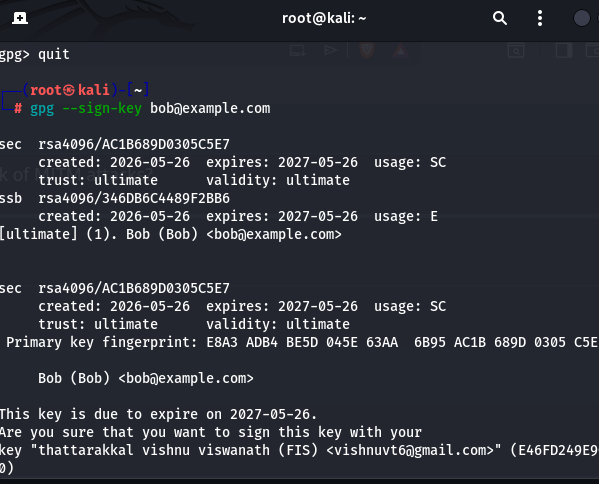 root@kali: ~
gpg> quit
(root㉿kali)-[~]
# gpg --sign-key bob@example.com
sec rsa4096/AC1B689D0305C5E7
created: 2026-05-26 expires: 2027-05-26 usage: SC
trust: ultimate validity: ultimate
ssb rsa4096/346DB6C4489F2BB6
created: 2026-05-26 expires: 2027-05-26 usage: E
[ultimate] (1). Bob (Bob) <bob@example.com>
sec rsa4096/AC1B689D0305C5E7
created: 2026-05-26 expires: 2027-05-26 usage: SC
trust: ultimate validity: ultimate
Primary key fingerprint: E8A3 ADB4 BE5D 045E 63AA 6B95 AC1B 689D 0305 C5E
Bob (Bob) <bob@example.com>
This key is due to expire on 2027-05-26.
Are you sure that you want to sign this key with your
key "thattarakkal vishnu viswanath (FIS) <vishnuvt6@gmail.com>" (E46FD249E9
0)